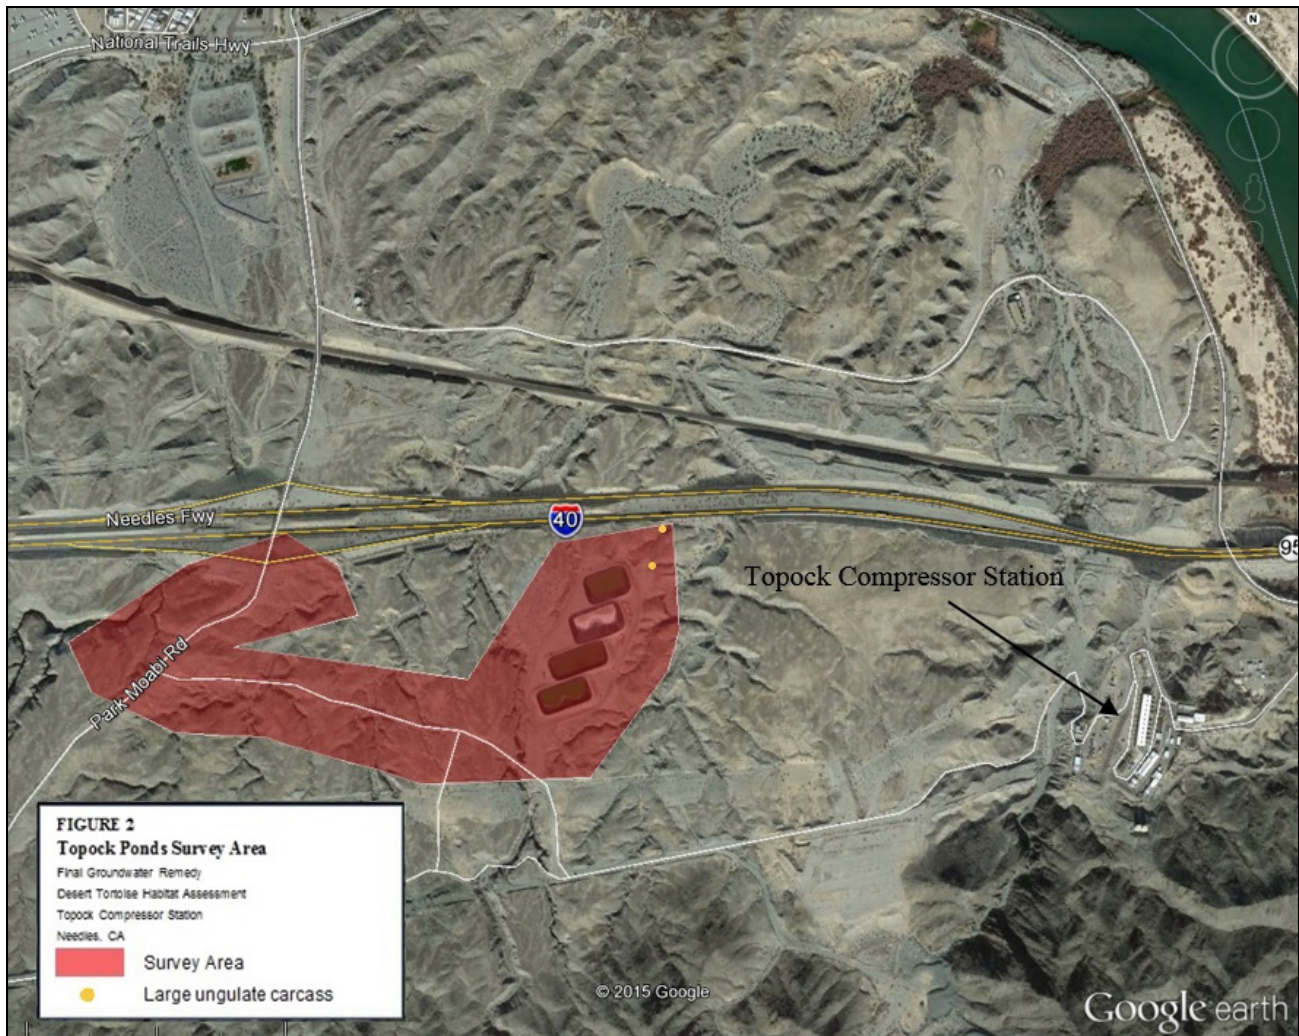 N
National Trails Hwy
Needles Fwy
40
95
Topock Compressor Station
Park Moabi Rd
FIGURE 2
Topock Ponds Survey Area
Final Groundwater Remedy
Desert Tortoise Habitat Assessment
Topock Compressor Station
Needles, CA
Survey Area
Large ungulate carcass
© 2015 Google
Google earth